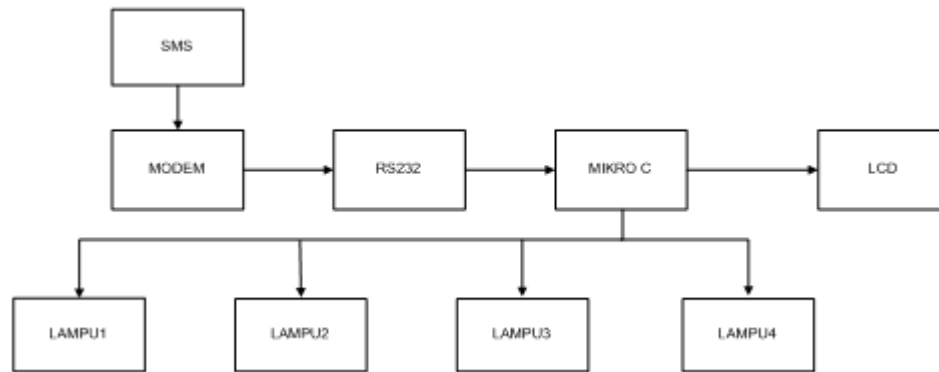 SMS
MODEM
RS232
MIKRO C
LCD
LAMPU1
LAMPU2
LAMPU3
LAMPU4